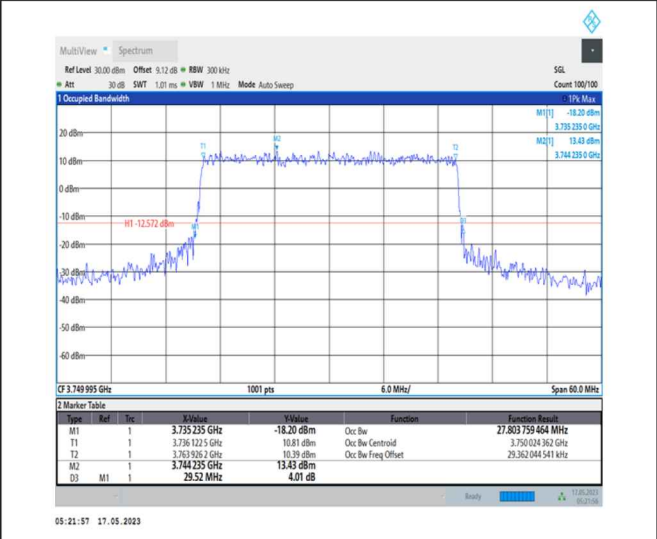 MultiView Spectrum
Ref Level 30.00 dBm Offset 9.12 dB RBW 300 kHz SGL
Att 30 dB SWT 1.01 ms VBW 1 MHz Mode Auto Sweep Count 100/100
1 Occupied Bandwidth 1Pk Max
M1[1] -18.20 dBm
3.735 235 0 GHz
M2[1] 13.43 dBm
3.744 235 0 GHz
20 dBm
T1 M2 T2
10 dBm
0 dBm
-10 dBm
H1 -12.572 dBm
M1 D3
-20 dBm
-30 dBm
-40 dBm
-50 dBm
-60 dBm
CF 3.749 995 GHz 1001 pts 6.0 MHz/ Span 60.0 MHz
2 Marker Table
Type Ref Trc X-Value Y-Value Function Function Result
M1 1 3.735 235 GHz -18.20 dBm Occ Bw 27.803 759 464 MHz
T1 1 3.736 122 5 GHz 10.81 dBm Occ Bw Centroid 3.750 024 362 GHz
T2 1 3.763 926 2 GHz 10.39 dBm Occ Bw Freq Offset 29.362 044 541 kHz
M2 1 3.744 235 GHz 13.43 dBm
D3 M1 1 29.52 MHz 4.01 dB
Ready 17.05.2023
05:21:56
05:21:57 17.05.2023